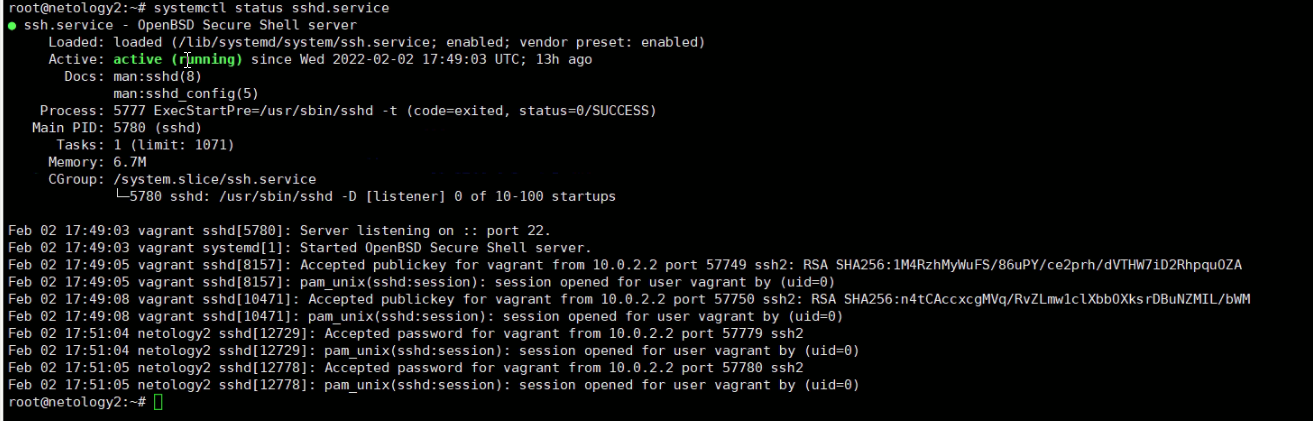 root@netology2:~# systemctl status sshd.service
● ssh.service - OpenBSD Secure Shell server
Loaded: loaded (/lib/systemd/system/ssh.service; enabled; vendor preset: enabled)
Active: active (running) since Wed 2022-02-02 17:49:03 UTC; 13h ago
Docs: man:sshd(8)
man:sshd_config(5)
Process: 5777 ExecStartPre=/usr/sbin/sshd -t (code=exited, status=0/SUCCESS)
Main PID: 5780 (sshd)
Tasks: 1 (limit: 1071)
Memory: 6.7M
CGroup: /system.slice/ssh.service
└─5780 sshd: /usr/sbin/sshd -D [listener] 0 of 10-100 startups
Feb 02 17:49:03 vagrant sshd[5780]: Server listening on :: port 22.
Feb 02 17:49:03 vagrant systemd[1]: Started OpenBSD Secure Shell server.
Feb 02 17:49:05 vagrant sshd[8157]: Accepted publickey for vagrant from 10.0.2.2 port 57749 ssh2: RSA SHA256:1M4RzhMyWuFS/86uPY/ce2prh/dVTHW7iD2RhpquOZA
Feb 02 17:49:05 vagrant sshd[8157]: pam_unix(sshd:session): session opened for user vagrant by (uid=0)
Feb 02 17:49:08 vagrant sshd[10471]: Accepted publickey for vagrant from 10.0.2.2 port 57750 ssh2: RSA SHA256:n4tCAccxcgMVq/RvZLmw1clXbbOXksrDBuNZMIL/bWM
Feb 02 17:49:08 vagrant sshd[10471]: pam_unix(sshd:session): session opened for user vagrant by (uid=0)
Feb 02 17:51:04 netology2 sshd[12729]: Accepted password for vagrant from 10.0.2.2 port 57779 ssh2
Feb 02 17:51:04 netology2 sshd[12729]: pam_unix(sshd:session): session opened for user vagrant by (uid=0)
Feb 02 17:51:05 netology2 sshd[12778]: Accepted password for vagrant from 10.0.2.2 port 57780 ssh2
Feb 02 17:51:05 netology2 sshd[12778]: pam_unix(sshd:session): session opened for user vagrant by (uid=0)
root@netology2:~#